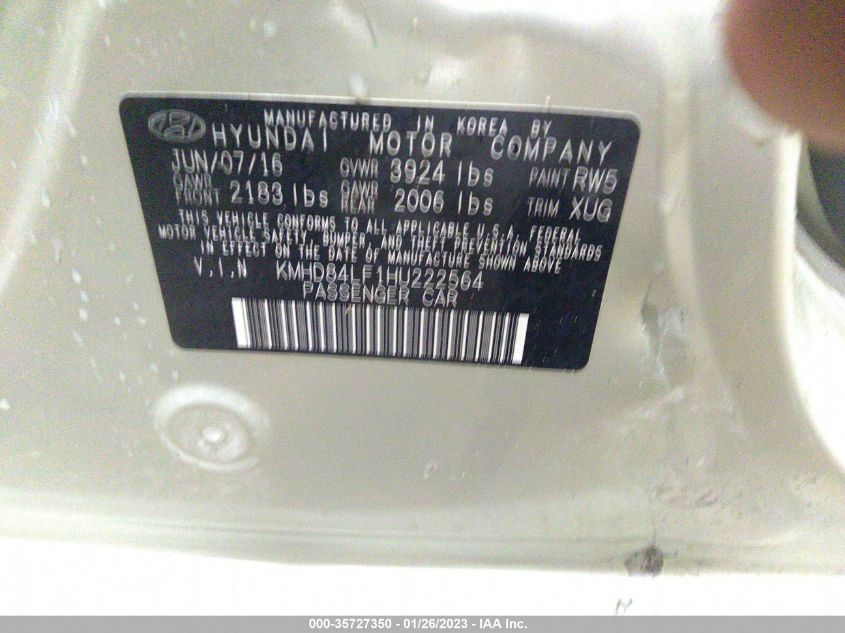 MANUFACTURED IN KOREA BY
HYUNDAI MOTOR COMPANY
JUN/07/16 GVWR 3924 lbs PAINT RW5
GAWR FRONT 2183 lbs GAWR REAR 2006 lbs TRIM XUG
THIS VEHICLE CONFORMS TO ALL APPLICABLE U.S.A. FEDERAL
MOTOR VEHICLE SAFETY, BUMPER, AND THEFT PREVENTION STANDARDS
IN EFFECT ON THE DATE OF MANUFACTURE SHOWN ABOVE
V.I.N KMHD84LF1HU222564
PASSENGER CAR
000-35727350 - 01/26/2023 - IAA Inc.